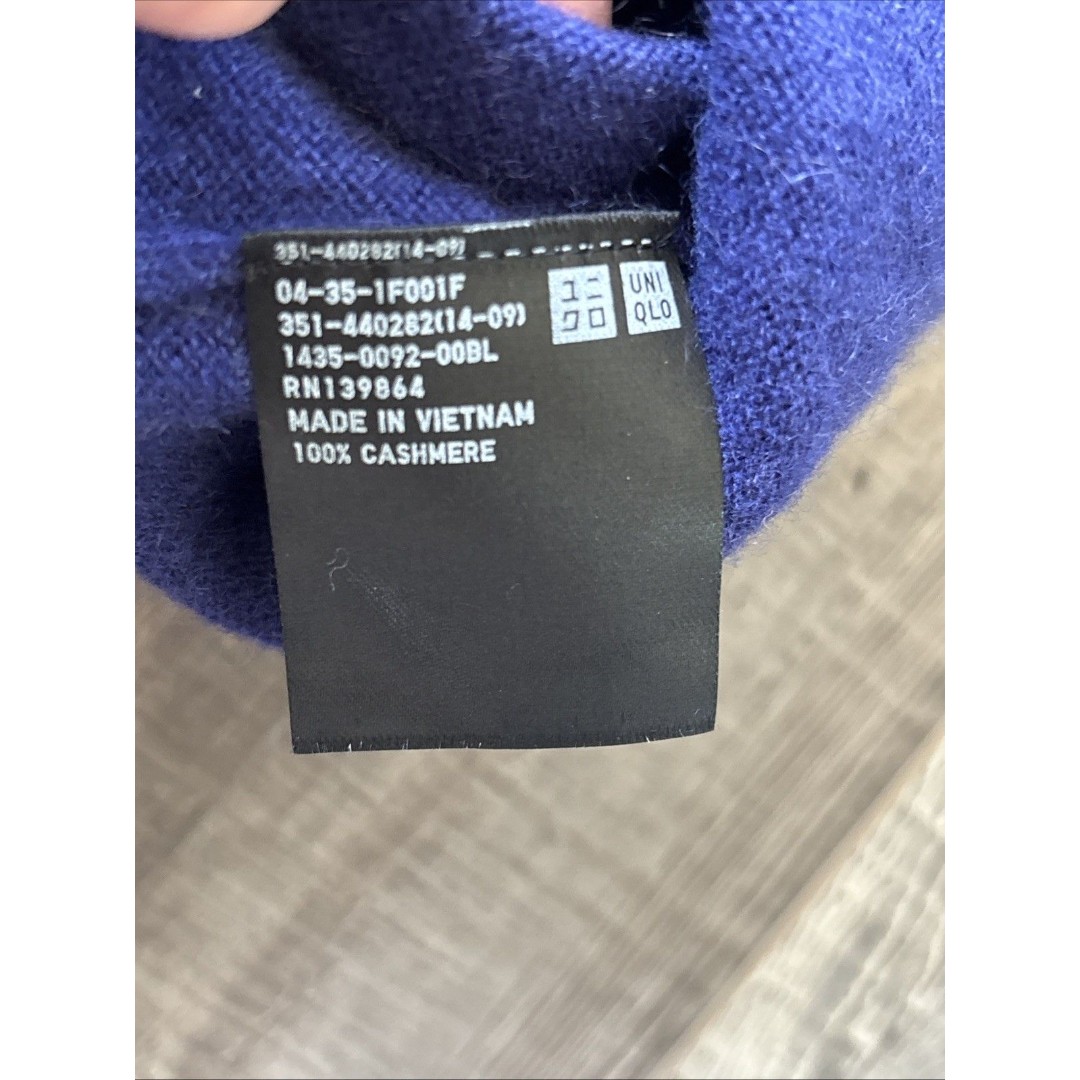 351-440282(14-09)
04-35-1F001F
351-440282(14-09)
1435-0092-00BL
RN139864
MADE IN VIETNAM
100% CASHMERE
ユニ
クロ
UNI
QLO